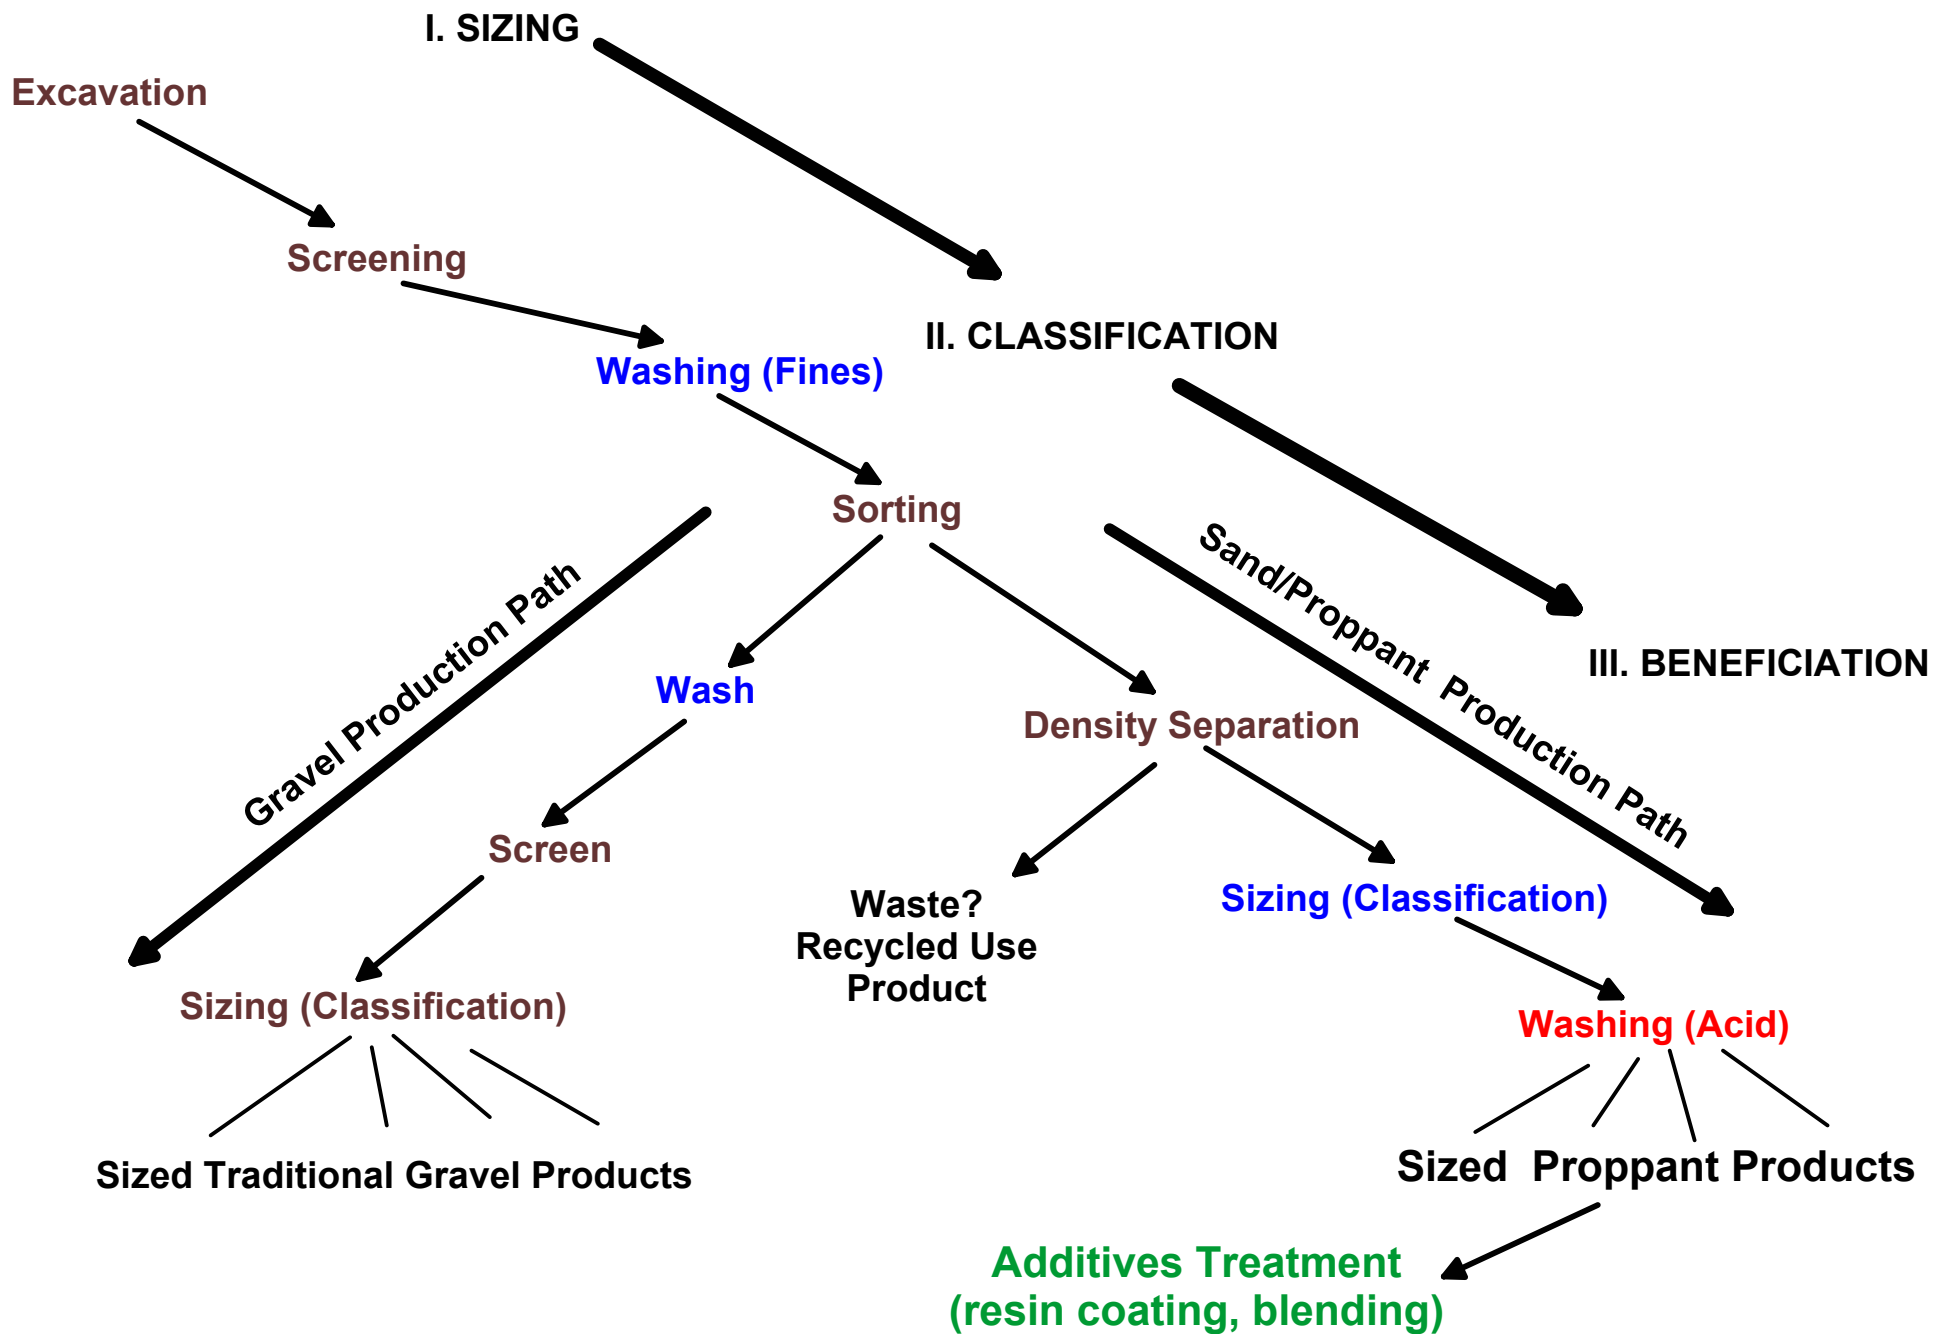 I. SIZING
Excavation
Screening
II. CLASSIFICATION
Washing (Fines)
Sorting
Gravel Production Path
Sand/Proppant Production Path
III. BENEFICIATION
Wash
Density Separation
Screen
Waste?
Recycled Use
Product
Sizing (Classification)
Sizing (Classification)
Washing (Acid)
Sized Traditional Gravel Products
Sized Proppant Products
Additives Treatment
(resin coating, blending)